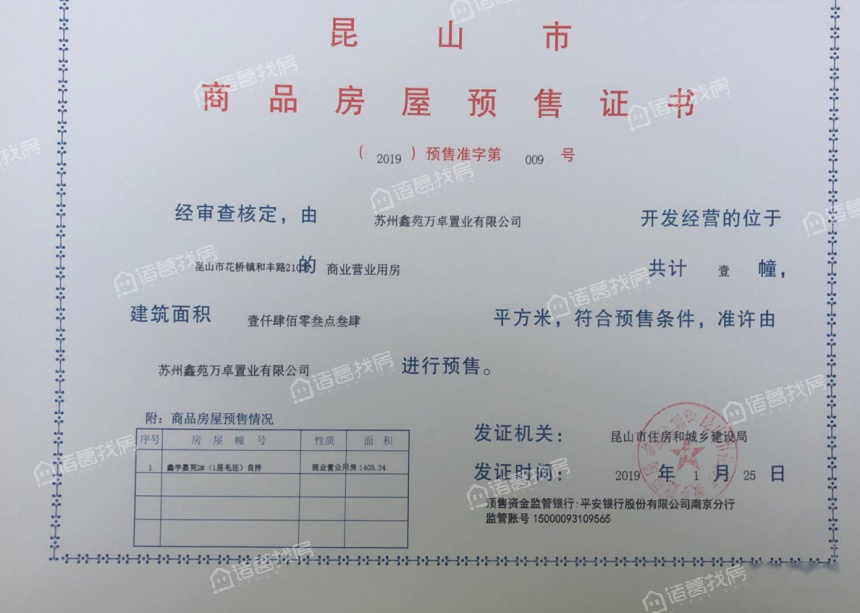 昆山市
商品房屋预售证书
（2019）预售准字第 009 号
经审查核定，由 苏州鑫苑万卓置业有限公司 开发经营的位于
昆山市花桥镇和丰路210号的 商业营业用房 共计 壹 幢，
建筑面积 壹仟肆佰零叁点叁肆 平方米，符合预售条件，准许由
苏州鑫苑万卓置业有限公司 进行预售。
附：商品房屋预售情况
序号 房屋幢号 性质 面积
1 鑫宇嘉苑2# (1层毛坯) 自持 商业营业用房 1403.34
发证机关： 昆山市住房和城乡建设局
发证时间： 2019 年 1 月 25 日
预售资金监管银行：平安银行股份有限公司南京分行
监管账号 15000093109565
诸葛找房